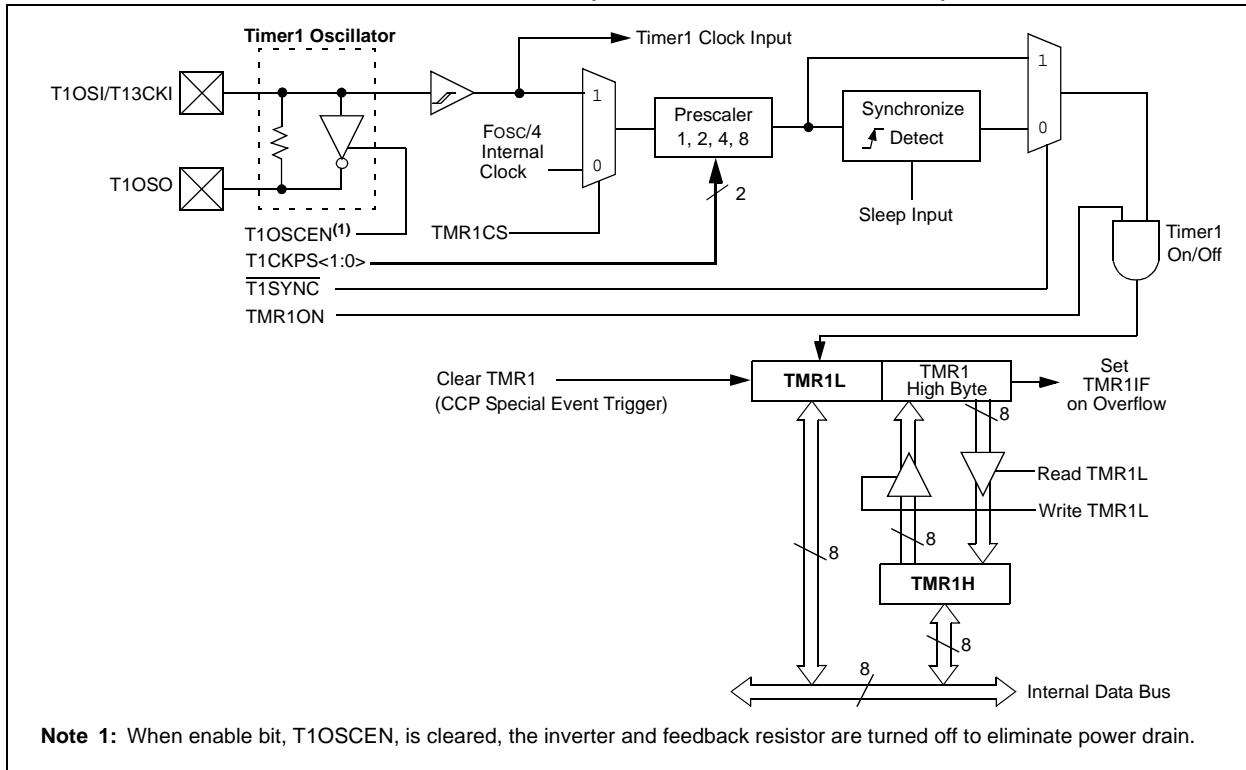 Timer1 Oscillator
Timer1 Clock Input
T1OSI/T13CKI
1
FOSC/4
Internal
Clock
0
Prescaler
1, 2, 4, 8
Synchronize
Detect
1
0
T1OSO
2
Sleep Input
T1OSCEN(1)
TMR1CS
T1CKPS<1:0>
T1SYNC
TMR1ON
Timer1
On/Off
Clear TMR1
(CCP Special Event Trigger)
TMR1L
TMR1
High Byte
Set
TMR1IF
on Overflow
8
Read TMR1L
Write TMR1L
8
8
TMR1H
8
8
Internal Data Bus
Note 1: When enable bit, T1OSCEN, is cleared, the inverter and feedback resistor are turned off to eliminate power drain.